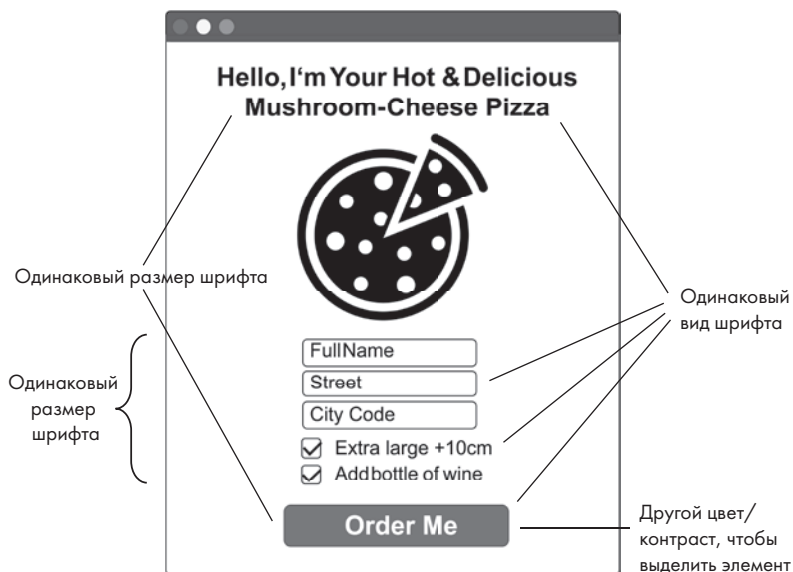 Hello, I'm Your Hot & Delicious
Mushroom-Cheese Pizza
Одинаковый размер шрифта
Одинаковый
вид шрифта
Одинаковый
размер
шрифта
FullName
Street
City Code
Extra large +10cm
Add bottle of wine
Order Me
Другой цвет/
контраст, чтобы
выделить элемент